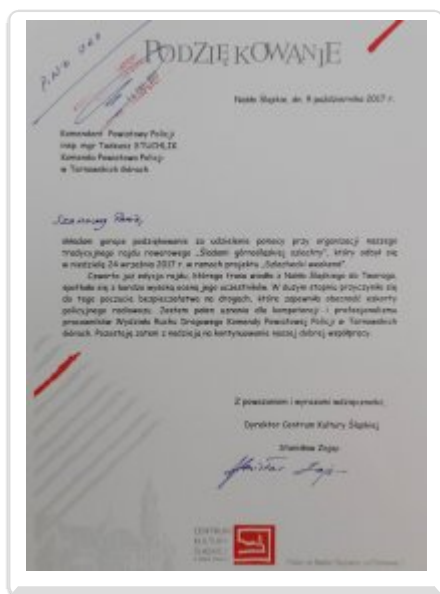 PODZIĘKOWANIE
Nakło Śląskie, dn. 9 października 2017 r.
Komendant Powiatowy Policji
insp. mgr Tadeusz STUCHLIK
Komenda Powiatowa Policji
w Tarnowskich Górach
Szanowny Panie,
składam gorące podziękowania za udzielenie pomocy przy organizacji naszego
tradycyjnego rajdu rowerowego „Śladami górnośląskiej szlachty", który odbył się
w niedzielę 24 września 2017 r. w ramach projektu „Szlachecki weekend".
Czwarta już edycja rajdu, którego trasa wiodła z Nakła Śląskiego do Tworoga,
spotkała się z bardzo wysoką oceną jego uczestników. W dużym stopniu przyczyniło się
do tego poczucie bezpieczeństwa na drogach, które zapewniła obecność eskorty
policyjnego radiowozu. Jestem pełen uznania dla kompetencji i profesjonalizmu
pracowników Wydziału Ruchu Drogowego Komendy Powiatowej Policji w Tarnowskich
Górach. Pozostaję zatem z nadzieją na kontynuowanie naszej dobrej współpracy.
Z poważaniem i wyrazami wdzięczności,
Dyrektor Centrum Kultury Śląskiej
Stanisław Zając
CENTRUM
KULTURY
ŚLĄSKIEJ